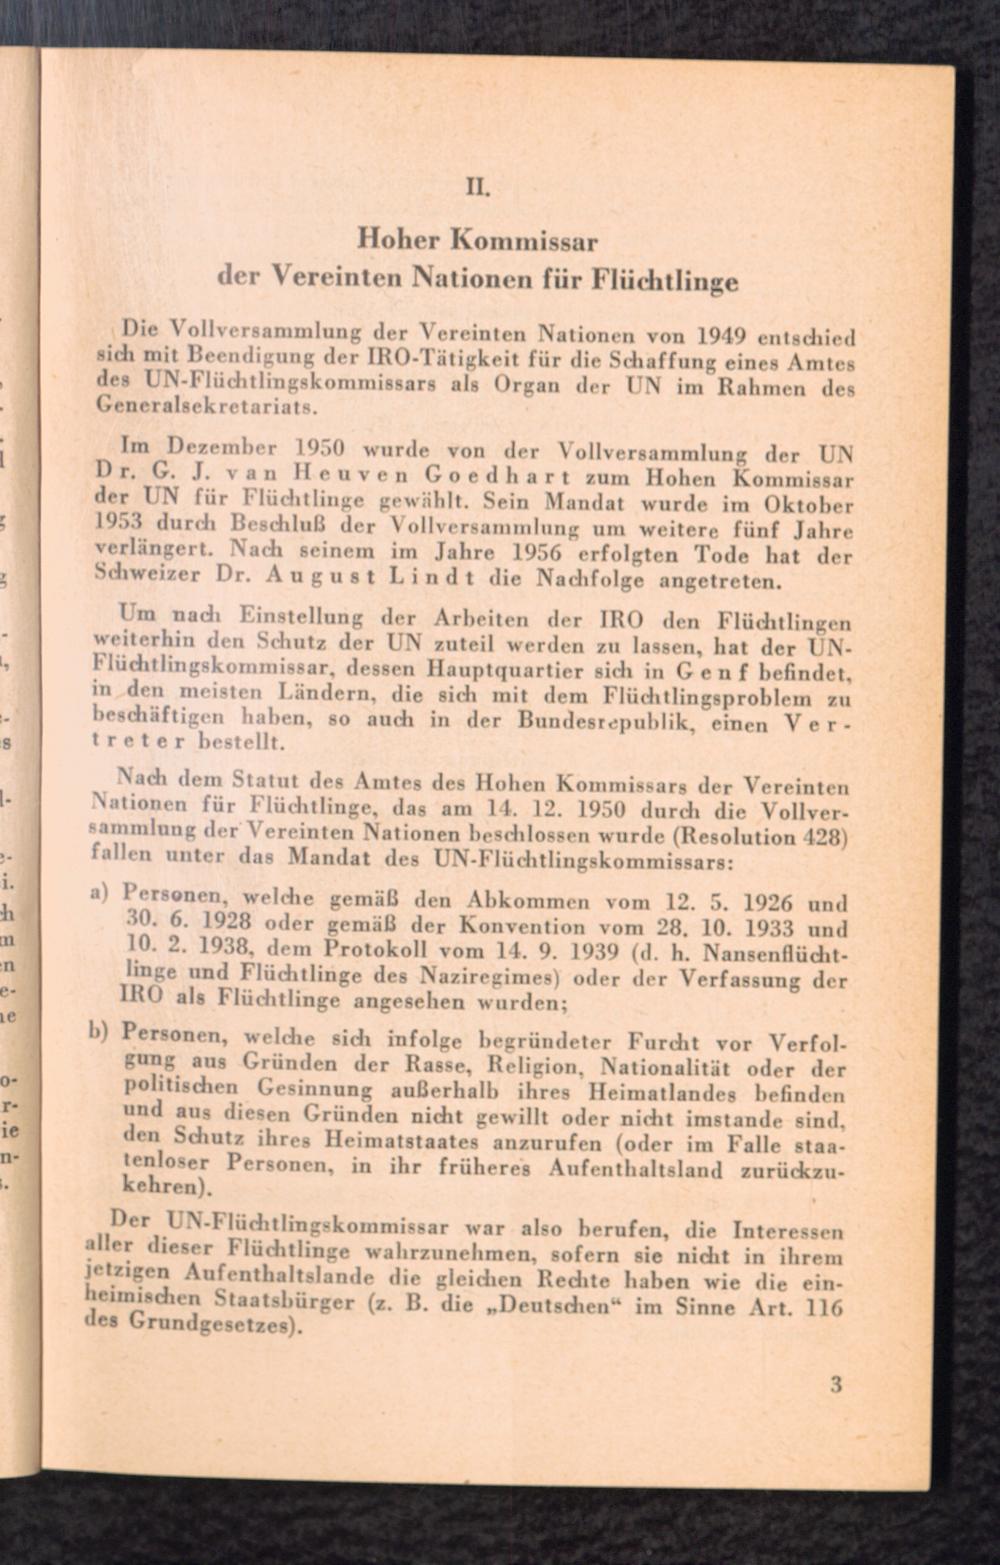 II.
Hoher Kommissar
der Vereinten Nationen für Flüchtlinge
Die Vollversammlung der Vereinten Nationen von 1949 entschied
sich mit Beendigung der IRO-Tätigkeit für die Schaffung eines Amtes
des UN-Flüchtlingskommissars als Organ der UN im Rahmen des
Generalsekretariats.
Im Dezember 1950 wurde von der Vollversammlung der UN
Dr. G. J. van Heuven Goedhart zum Hohen Kommissar
der UN für Flüchtlinge gewählt. Sein Mandat wurde im Oktober
1953 durch Beschluß der Vollversammlung um weitere fünf Jahre
verlängert. Nach seinem im Jahre 1956 erfolgten Tode hat der
Schweizer Dr. August Lindt die Nachfolge angetreten.
Um nach Einstellung der Arbeiten der IRO den Flüchtlingen
weiterhin den Schutz der UN zuteil werden zu lassen, hat der UN-
Flüchtlingskommissar, dessen Hauptquartier sich in Genf befindet,
in den meisten Ländern, die sich mit dem Flüchtlingsproblem zu
beschäftigen haben, so auch in der Bundesrepublik, einen Ver-
treter bestellt.
Nach dem Statut des Amtes des Hohen Kommissars der Vereinten
Nationen für Flüchtlinge, das am 14. 12. 1950 durch die Vollver-
sammlung der Vereinten Nationen beschlossen wurde (Resolution 428)
fallen unter das Mandat des UN-Flüchtlingskommissars:
a) Personen, welche gemäß den Abkommen vom 12. 5. 1926 und
30. 6. 1928 oder gemäß der Konvention vom 28. 10. 1933 und
10. 2. 1938, dem Protokoll vom 14. 9. 1939 (d. h. Nansenflücht-
linge und Flüchtlinge des Naziregimes) oder der Verfassung der
IRO als Flüchtlinge angesehen wurden;
b) Personen, welche sich infolge begründeter Furcht vor Verfol-
gung aus Gründen der Rasse, Religion, Nationalität oder der
politischen Gesinnung außerhalb ihres Heimatlandes befinden
und aus diesen Gründen nicht gewillt oder nicht imstande sind,
den Schutz ihres Heimatstaates anzurufen (oder im Falle staa-
tenloser Personen, in ihr früheres Aufenthaltsland zurückzu-
kehren).
Der UN-Flüchtlingskommissar war also berufen, die Interessen
aller dieser Flüchtlinge wahrzunehmen, sofern sie nicht in ihrem
jetzigen Aufenthaltslande die gleichen Rechte haben wie die ein-
heimischen Staatsbürger (z. B. die „Deutschen“ im Sinne Art. 116
des Grundgesetzes).
3